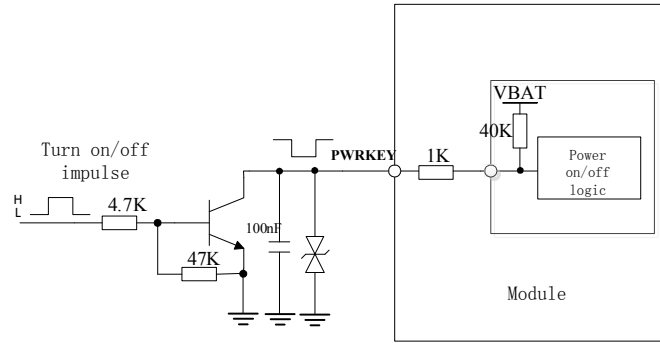 VBAT
40K
Power
on/off
logic
1K
PWRKEY
Turn on/off
impulse
H
L
4.7K
100nF
47K
Module